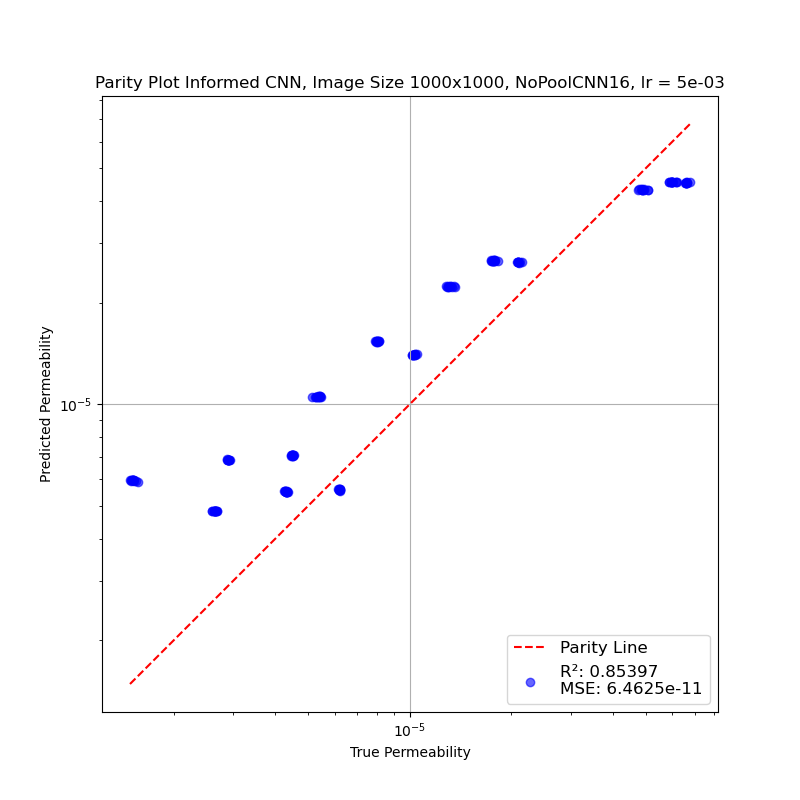 Parity Plot Informed CNN, Image Size 1000x1000, NoPoolCNN16, lr = 5e-03
Predicted Permeability
10⁻⁵
10⁻⁵
True Permeability
Parity Line
R²: 0.85397
MSE: 6.4625e-11